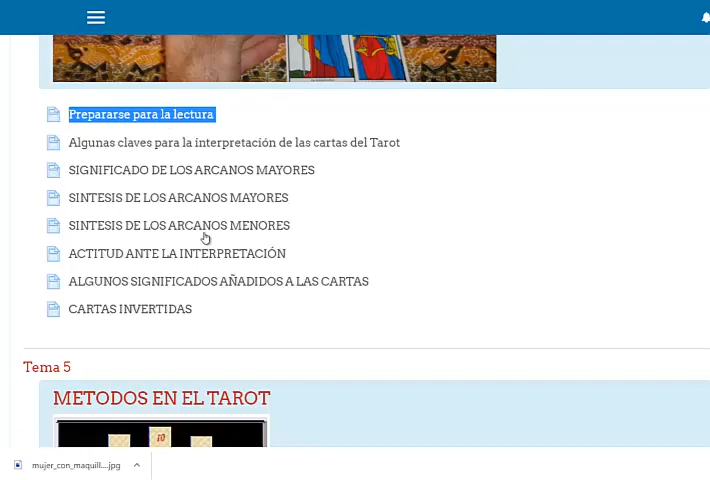 Prepararse para la lectura
Algunas claves para la interpretación de las cartas del Tarot
SIGNIFICADO DE LOS ARCANOS MAYORES
SINTESIS DE LOS ARCANOS MAYORES
SINTESIS DE LOS ARCANOS MENORES
ACTITUD ANTE LA INTERPRETACIÓN
ALGUNOS SIGNIFICADOS AÑADIDOS A LAS CARTAS
CARTAS INVERTIDAS
Tema 5
METODOS EN EL TAROT
10
mujer_con_maquill....jpg